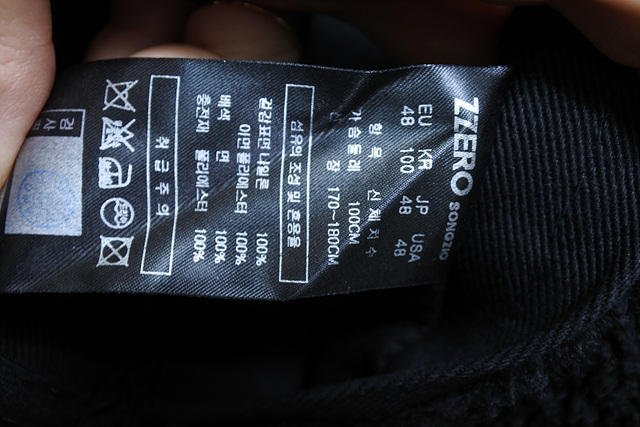 ZZERO SONGZIO
EU KR JP USA
48 100 48 48
항목 신체치수
가슴둘레 100CM
신장 170~180CM
섬유의 조성 및 혼용율
겉감표면 나일론 100%
이면 폴리에스터 100%
배색 면 100%
충전재 폴리에스터 100%
취급주의